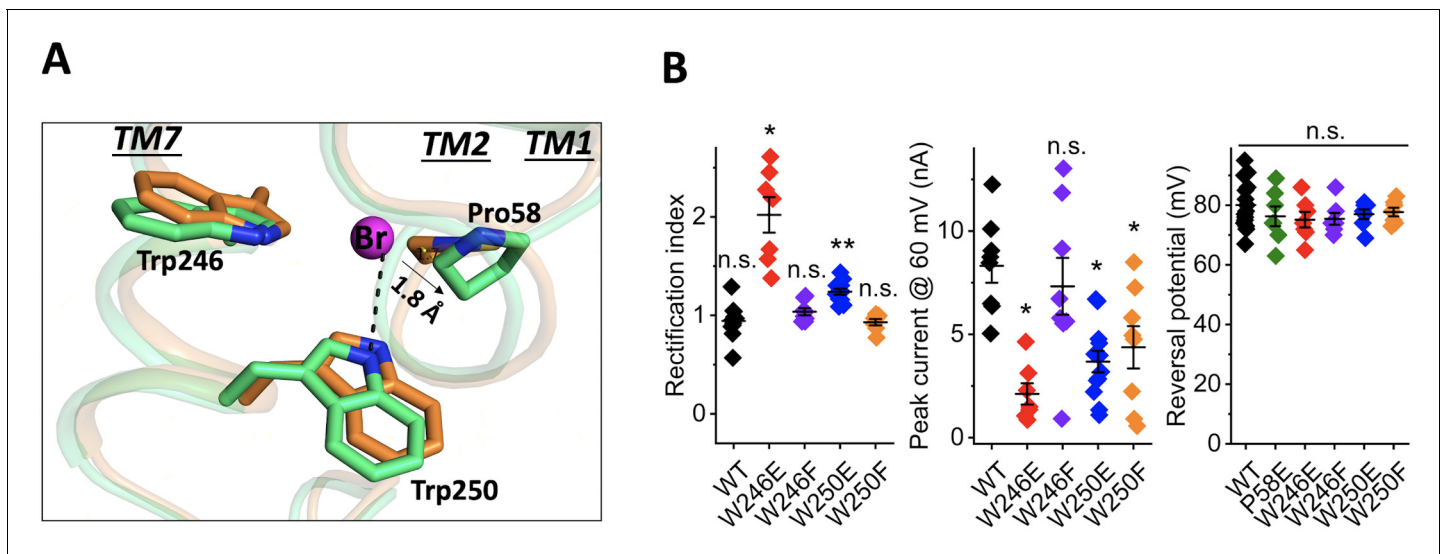 A
TM7
TM2
TM1
Br
Pro58
Trp246
1.8 Å
Trp250
B
Rectification index
2
1
0
n.s.
*
n.s.
**
n.s.
WT
W246E
W246F
W250E
W250F
Peak current @ 60 mV (nA)
10
5
0
*
n.s.
*
*
WT
W246E
W246F
W250E
W250F
Reversal potential (mV)
80
60
40
20
0
n.s.
WT
P58E
W246E
W246F
W250E
W250F